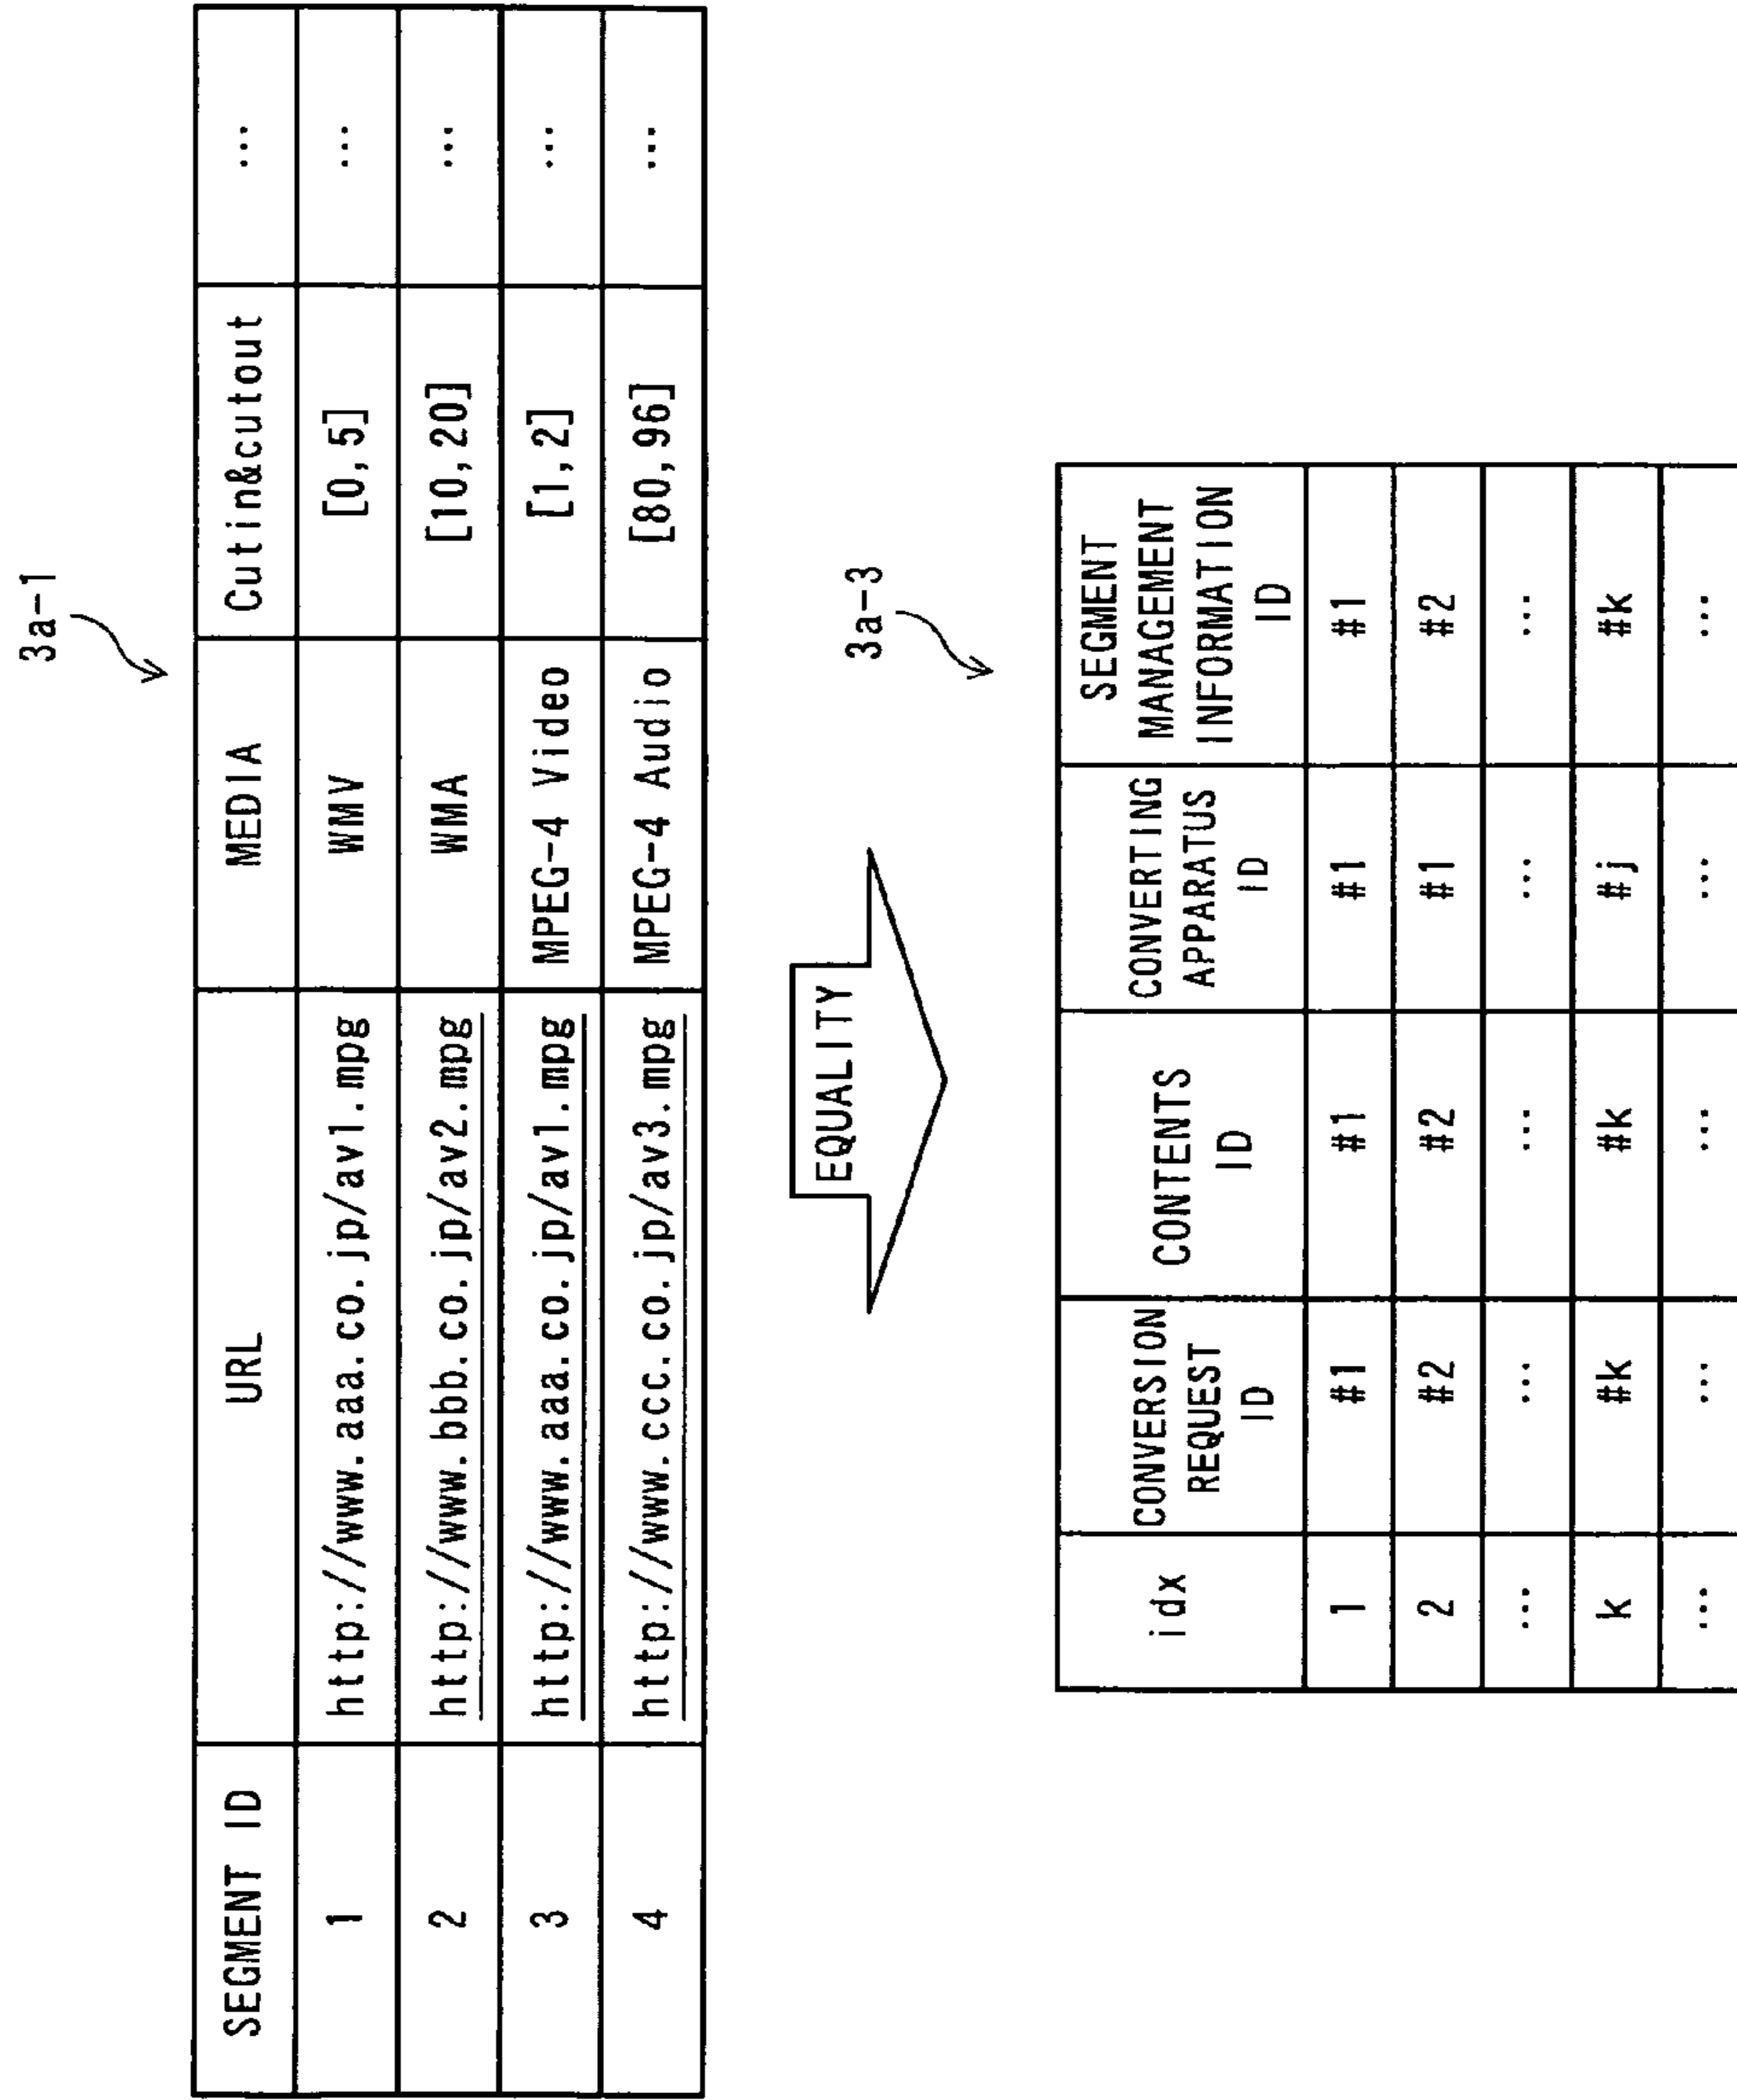 3a-1
SEGMENT ID URL MEDIA Cutin&cutout ...
1 http://www.aaa.co.jp/av1.mpg WMV [0,5] ...
2 http://www.bbb.co.jp/av2.mpg WMA [10,20] ...
3 http://www.aaa.co.jp/av1.mpg MPEG-4 Video [1,2] ...
4 http://www.ccc.co.jp/av3.mpg MPEG-4 Audio [80,96] ...
EQUALITY
3a-3
idx CONVERSION REQUEST ID CONTENTS ID CONVERTING APPARATUS ID SEGMENT MANAGEMENT INFORMATION ID
1 #1 #1 #1 #1
2 #2 #2 #1 #2
... ... ... ... ...
k #k #k #j #k
... ... ... ... ...